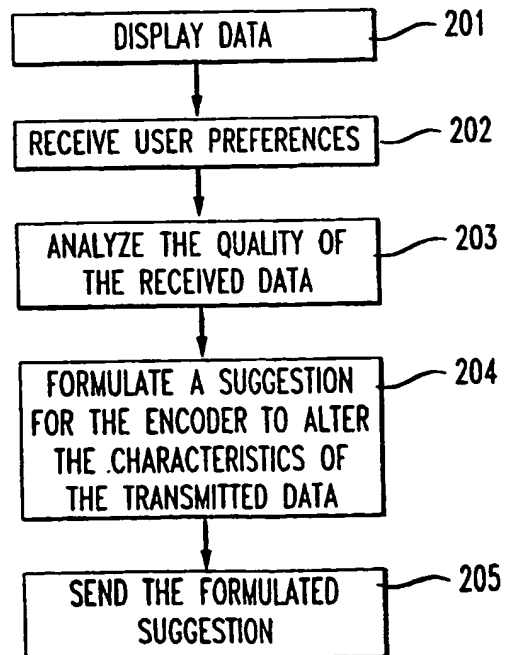 DISPLAY DATA 201
RECEIVE USER PREFERENCES 202
ANALYZE THE QUALITY OF 203
THE RECEIVED DATA
FORMULATE A SUGGESTION 204
FOR THE ENCODER TO ALTER
THE .CHARACTERISTICS OF
THE TRANSMITTED DATA
SEND THE FORMULATED 205
SUGGESTION